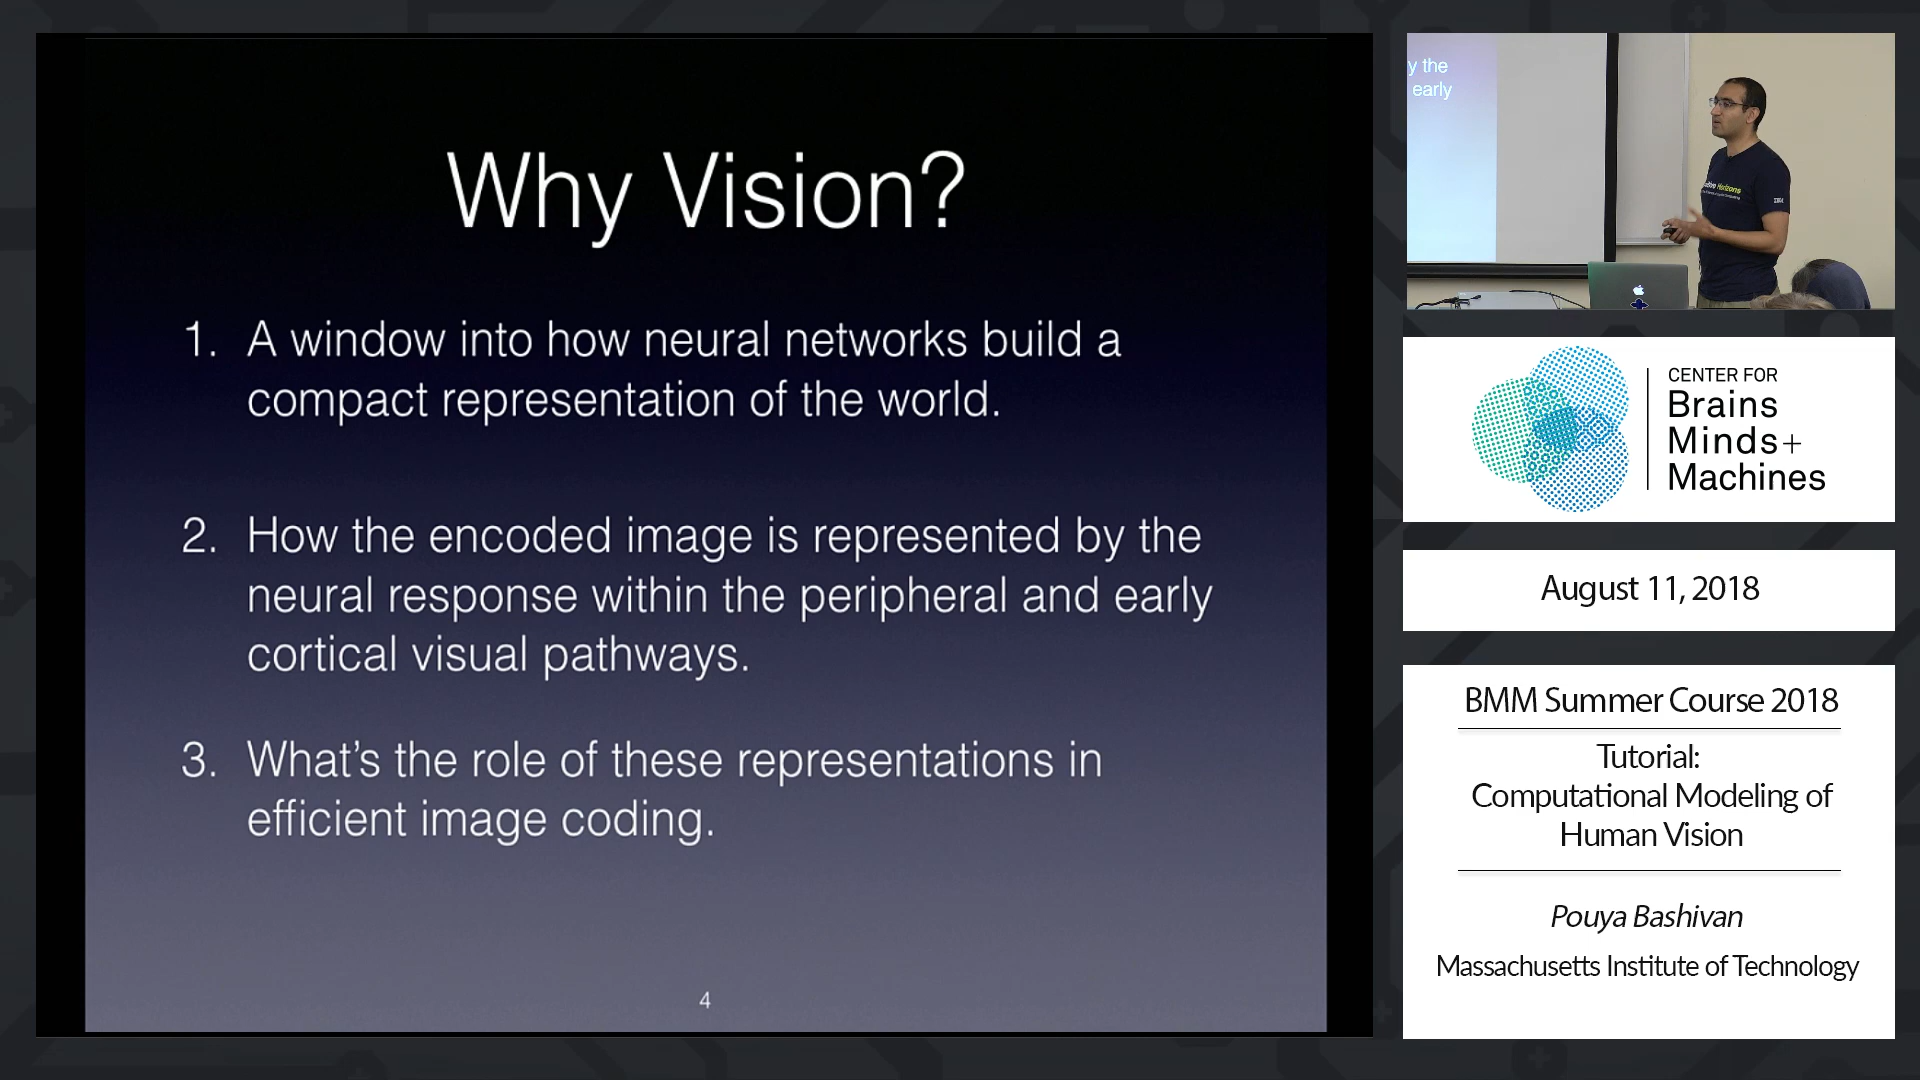 Why Vision?
1. A window into how neural networks build a
compact representation of the world.
2. How the encoded image is represented by the
neural response within the peripheral and early
cortical visual pathways.
3. What's the role of these representations in
efficient image coding.
4
y the
early
Horizons
IBM
CENTER FOR
Brains
Minds+
Machines
August 11, 2018
BMM Summer Course 2018
Tutorial:
Computational Modeling of
Human Vision
Pouya Bashivan
Massachusetts Institute of Technology